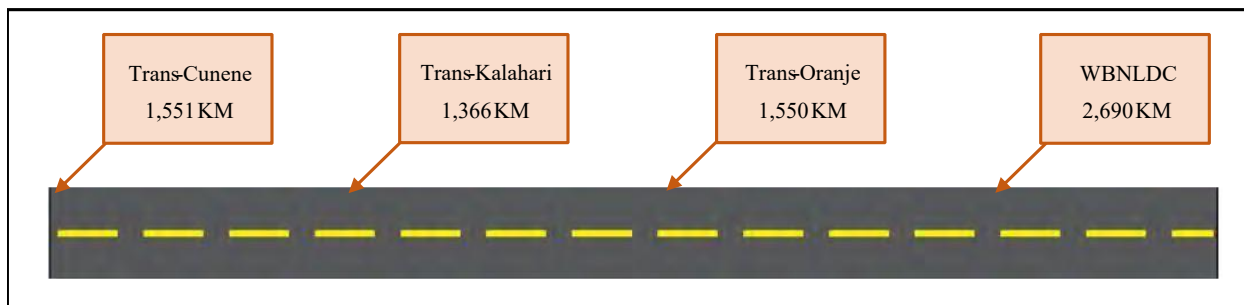 Trans-Cunene
1,551KM
Trans-Kalahari
1,366KM
Trans-Oranje
1,550KM
WBNLDC
2,690KM